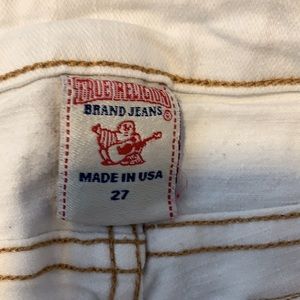 TRUE RELIGION
BRAND JEANS
®
MADE IN USA
27